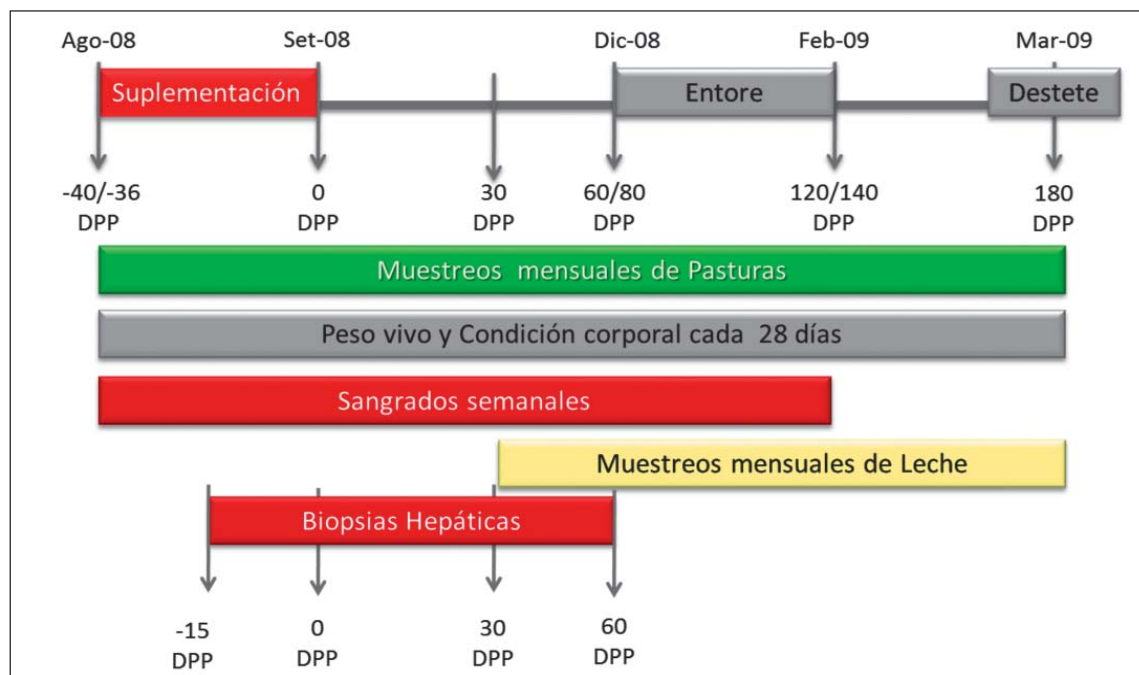 Ago-08 Set-08 Dic-08 Feb-09 Mar-09
Suplementación Entore Destete
-40/-36 0 30 60/80 120/140 180
DPP DPP DPP DPP DPP DPP
Muestreos mensuales de Pasturas
Peso vivo y Condición corporal cada 28 días
Sangrados semanales
Muestreos mensuales de Leche
Biopsias Hepáticas
-15 0 30 60
DPP DPP DPP DPP